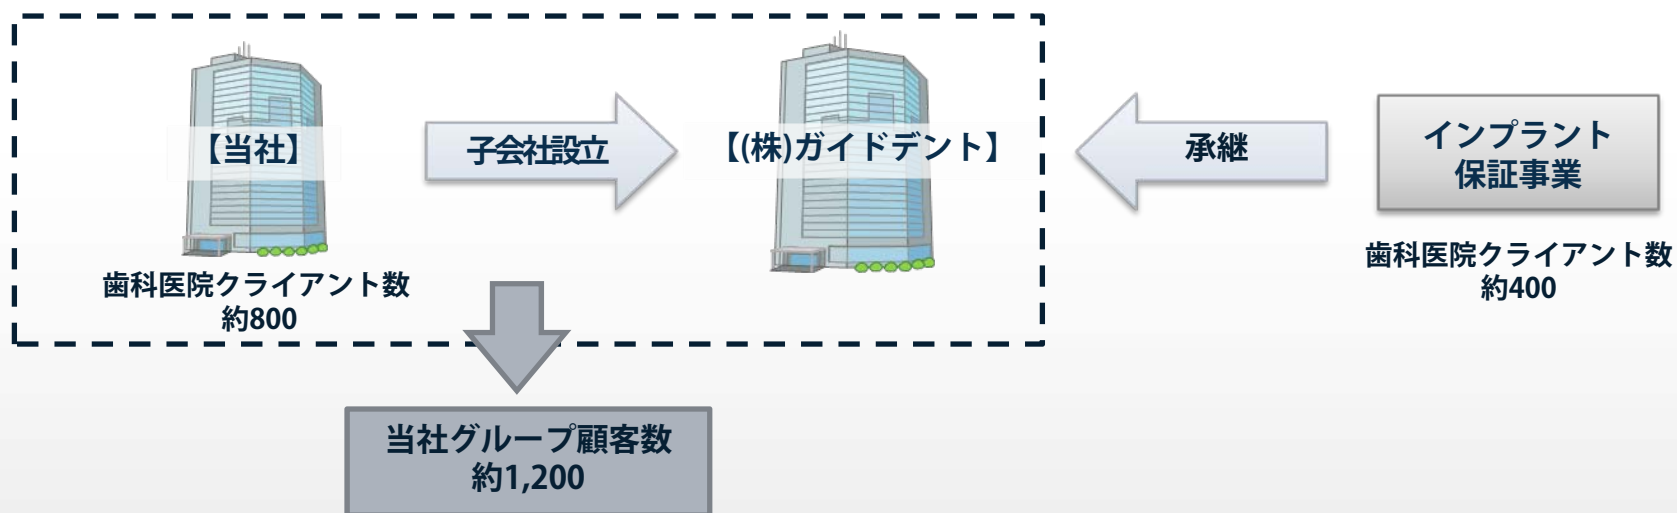 【当社】
子会社設立
【(株)ガイドデント】
承継
インプラント
保証事業
歯科医院クライアント数
約800
歯科医院クライアント数
約400
当社グループ顧客数
約1,200